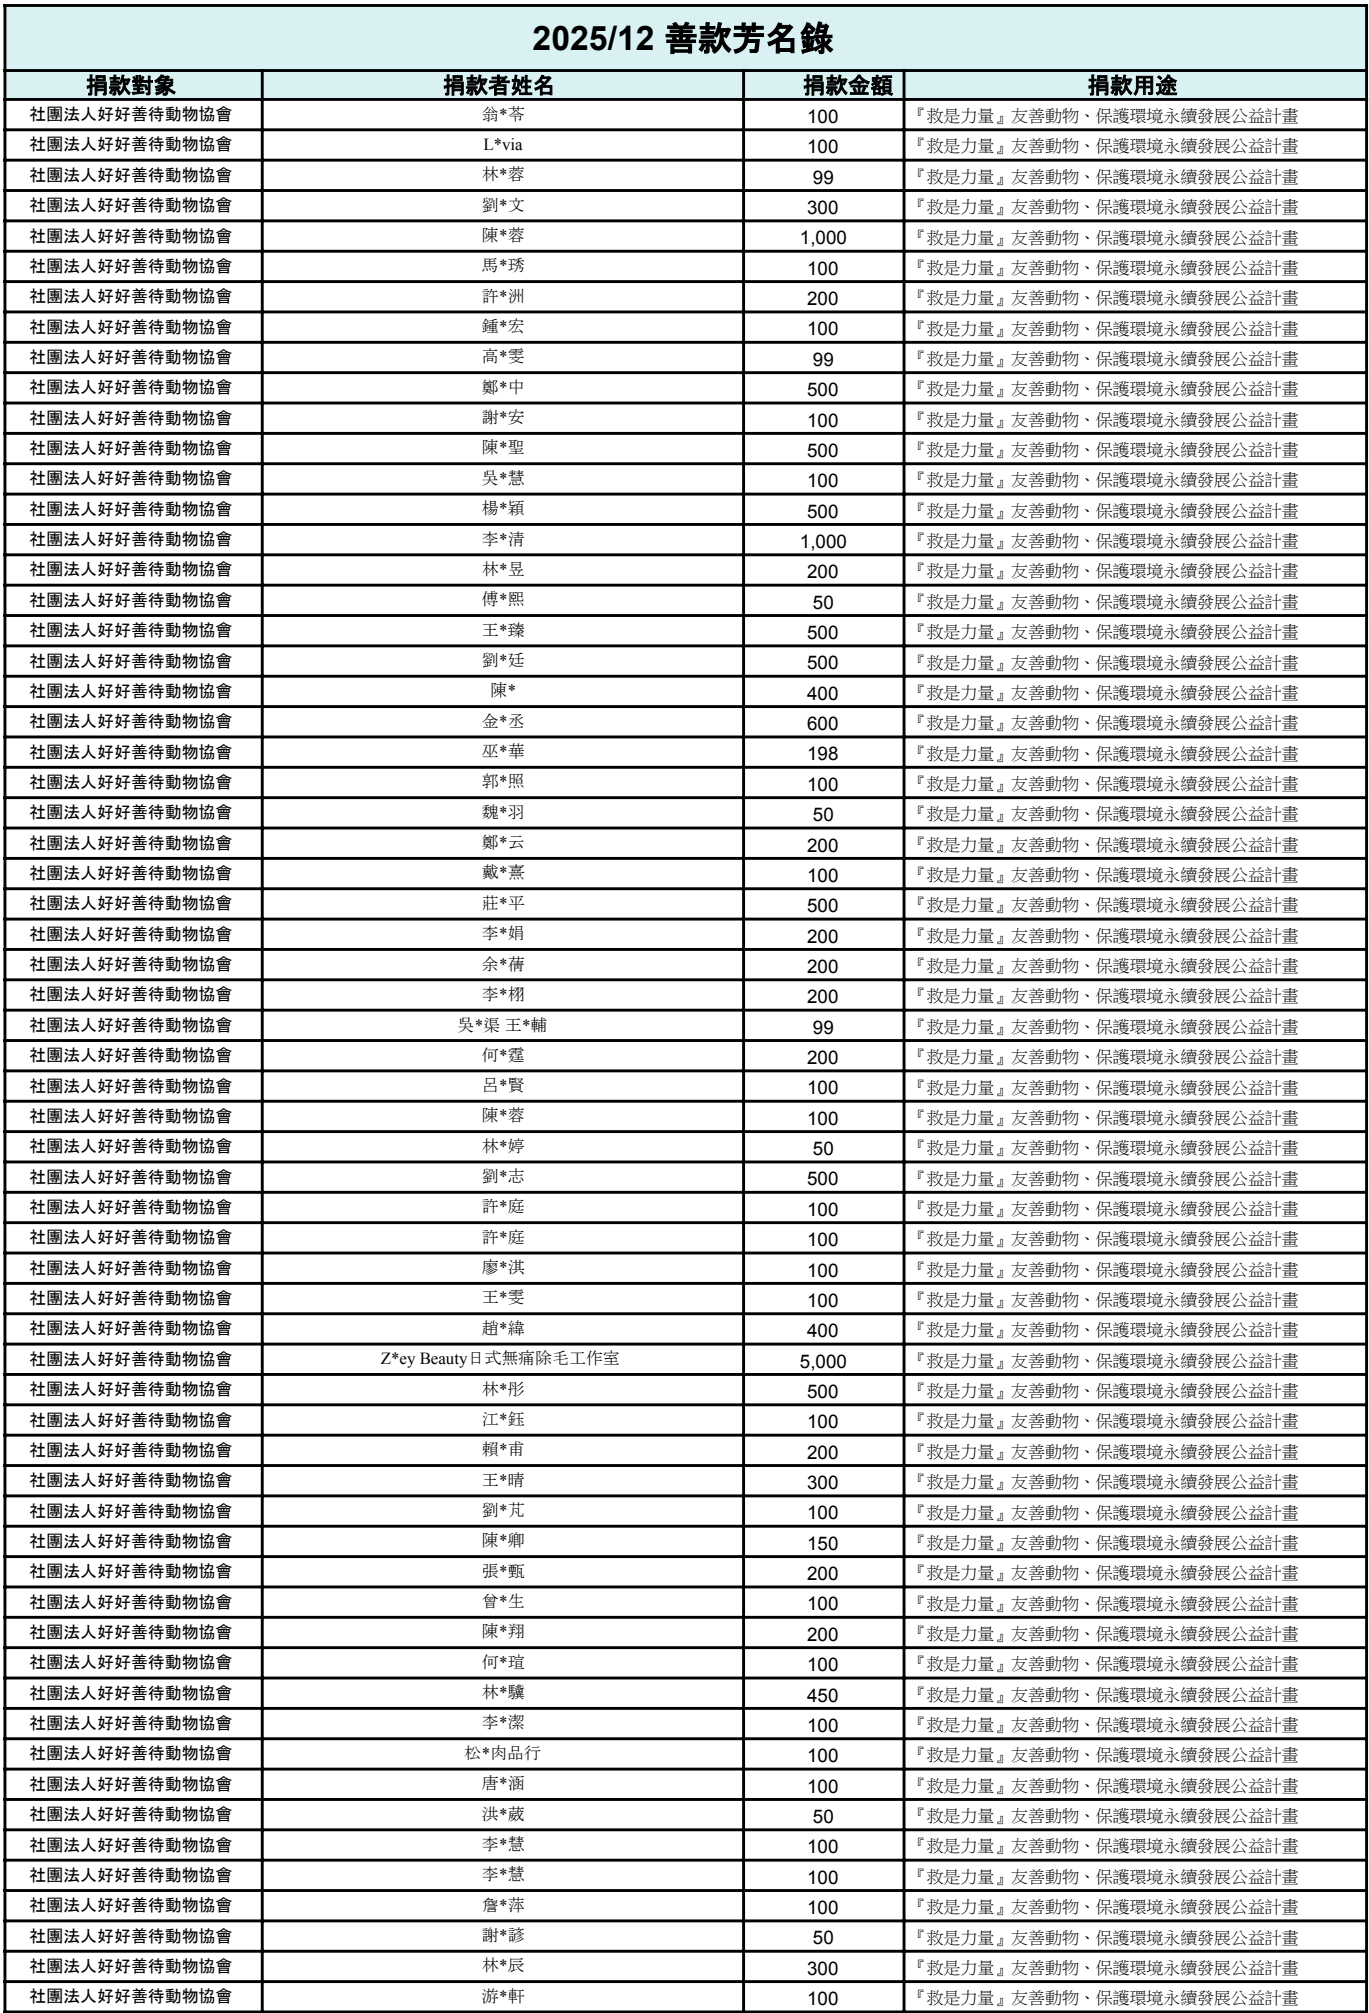 2025/12 善款芳名錄
捐款對象 捐款者姓名 捐款金額 捐款用途
社團法人好好善待動物協會 翁*苓 100 『救是力量』友善動物、保護環境永續發展公益計畫
社團法人好好善待動物協會 L*via 100 『救是力量』友善動物、保護環境永續發展公益計畫
社團法人好好善待動物協會 林*蓉 99 『救是力量』友善動物、保護環境永續發展公益計畫
社團法人好好善待動物協會 劉*文 300 『救是力量』友善動物、保護環境永續發展公益計畫
社團法人好好善待動物協會 陳*蓉 1,000 『救是力量』友善動物、保護環境永續發展公益計畫
社團法人好好善待動物協會 馬*琇 100 『救是力量』友善動物、保護環境永續發展公益計畫
社團法人好好善待動物協會 許*洲 200 『救是力量』友善動物、保護環境永續發展公益計畫
社團法人好好善待動物協會 鍾*宏 100 『救是力量』友善動物、保護環境永續發展公益計畫
社團法人好好善待動物協會 高*雯 99 『救是力量』友善動物、保護環境永續發展公益計畫
社團法人好好善待動物協會 鄭*中 500 『救是力量』友善動物、保護環境永續發展公益計畫
社團法人好好善待動物協會 謝*安 100 『救是力量』友善動物、保護環境永續發展公益計畫
社團法人好好善待動物協會 陳*聖 500 『救是力量』友善動物、保護環境永續發展公益計畫
社團法人好好善待動物協會 吳*慧 100 『救是力量』友善動物、保護環境永續發展公益計畫
社團法人好好善待動物協會 楊*穎 500 『救是力量』友善動物、保護環境永續發展公益計畫
社團法人好好善待動物協會 李*清 1,000 『救是力量』友善動物、保護環境永續發展公益計畫
社團法人好好善待動物協會 林*昱 200 『救是力量』友善動物、保護環境永續發展公益計畫
社團法人好好善待動物協會 傅*熙 50 『救是力量』友善動物、保護環境永續發展公益計畫
社團法人好好善待動物協會 王*臻 500 『救是力量』友善動物、保護環境永續發展公益計畫
社團法人好好善待動物協會 劉*廷 500 『救是力量』友善動物、保護環境永續發展公益計畫
社團法人好好善待動物協會 陳* 400 『救是力量』友善動物、保護環境永續發展公益計畫
社團法人好好善待動物協會 金*丞 600 『救是力量』友善動物、保護環境永續發展公益計畫
社團法人好好善待動物協會 巫*華 198 『救是力量』友善動物、保護環境永續發展公益計畫
社團法人好好善待動物協會 郭*照 100 『救是力量』友善動物、保護環境永續發展公益計畫
社團法人好好善待動物協會 魏*羽 50 『救是力量』友善動物、保護環境永續發展公益計畫
社團法人好好善待動物協會 鄭*云 200 『救是力量』友善動物、保護環境永續發展公益計畫
社團法人好好善待動物協會 戴*熹 100 『救是力量』友善動物、保護環境永續發展公益計畫
社團法人好好善待動物協會 莊*平 500 『救是力量』友善動物、保護環境永續發展公益計畫
社團法人好好善待動物協會 李*娟 200 『救是力量』友善動物、保護環境永續發展公益計畫
社團法人好好善待動物協會 余*蒨 200 『救是力量』友善動物、保護環境永續發展公益計畫
社團法人好好善待動物協會 李*栩 200 『救是力量』友善動物、保護環境永續發展公益計畫
社團法人好好善待動物協會 吳*渠 王*輔 99 『救是力量』友善動物、保護環境永續發展公益計畫
社團法人好好善待動物協會 何*霆 200 『救是力量』友善動物、保護環境永續發展公益計畫
社團法人好好善待動物協會 呂*賢 100 『救是力量』友善動物、保護環境永續發展公益計畫
社團法人好好善待動物協會 陳*蓉 100 『救是力量』友善動物、保護環境永續發展公益計畫
社團法人好好善待動物協會 林*婷 50 『救是力量』友善動物、保護環境永續發展公益計畫
社團法人好好善待動物協會 劉*志 500 『救是力量』友善動物、保護環境永續發展公益計畫
社團法人好好善待動物協會 許*庭 100 『救是力量』友善動物、保護環境永續發展公益計畫
社團法人好好善待動物協會 許*庭 100 『救是力量』友善動物、保護環境永續發展公益計畫
社團法人好好善待動物協會 廖*淇 100 『救是力量』友善動物、保護環境永續發展公益計畫
社團法人好好善待動物協會 王*雯 100 『救是力量』友善動物、保護環境永續發展公益計畫
社團法人好好善待動物協會 趙*緯 400 『救是力量』友善動物、保護環境永續發展公益計畫
社團法人好好善待動物協會 Z*ey Beauty日式無痛除毛工作室 5,000 『救是力量』友善動物、保護環境永續發展公益計畫
社團法人好好善待動物協會 林*彤 500 『救是力量』友善動物、保護環境永續發展公益計畫
社團法人好好善待動物協會 江*鈺 100 『救是力量』友善動物、保護環境永續發展公益計畫
社團法人好好善待動物協會 賴*甫 200 『救是力量』友善動物、保護環境永續發展公益計畫
社團法人好好善待動物協會 王*晴 300 『救是力量』友善動物、保護環境永續發展公益計畫
社團法人好好善待動物協會 劉*芃 100 『救是力量』友善動物、保護環境永續發展公益計畫
社團法人好好善待動物協會 陳*卿 150 『救是力量』友善動物、保護環境永續發展公益計畫
社團法人好好善待動物協會 張*甄 200 『救是力量』友善動物、保護環境永續發展公益計畫
社團法人好好善待動物協會 曾*生 100 『救是力量』友善動物、保護環境永續發展公益計畫
社團法人好好善待動物協會 陳*翔 200 『救是力量』友善動物、保護環境永續發展公益計畫
社團法人好好善待動物協會 何*瑄 100 『救是力量』友善動物、保護環境永續發展公益計畫
社團法人好好善待動物協會 林*驥 450 『救是力量』友善動物、保護環境永續發展公益計畫
社團法人好好善待動物協會 李*潔 100 『救是力量』友善動物、保護環境永續發展公益計畫
社團法人好好善待動物協會 松*肉品行 100 『救是力量』友善動物、保護環境永續發展公益計畫
社團法人好好善待動物協會 唐*涵 100 『救是力量』友善動物、保護環境永續發展公益計畫
社團法人好好善待動物協會 洪*葳 50 『救是力量』友善動物、保護環境永續發展公益計畫
社團法人好好善待動物協會 李*慧 100 『救是力量』友善動物、保護環境永續發展公益計畫
社團法人好好善待動物協會 李*慧 100 『救是力量』友善動物、保護環境永續發展公益計畫
社團法人好好善待動物協會 詹*萍 100 『救是力量』友善動物、保護環境永續發展公益計畫
社團法人好好善待動物協會 謝*諺 50 『救是力量』友善動物、保護環境永續發展公益計畫
社團法人好好善待動物協會 林*辰 300 『救是力量』友善動物、保護環境永續發展公益計畫
社團法人好好善待動物協會 游*軒 100 『救是力量』友善動物、保護環境永續發展公益計畫